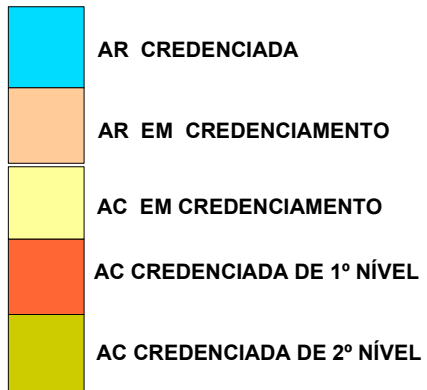 AR CREDENCIADA
AR EM CREDENCIAMENTO
AC EM CREDENCIAMENTO
AC CREDENCIADA DE 1º NÍVEL
AC CREDENCIADA DE 2º NÍVEL